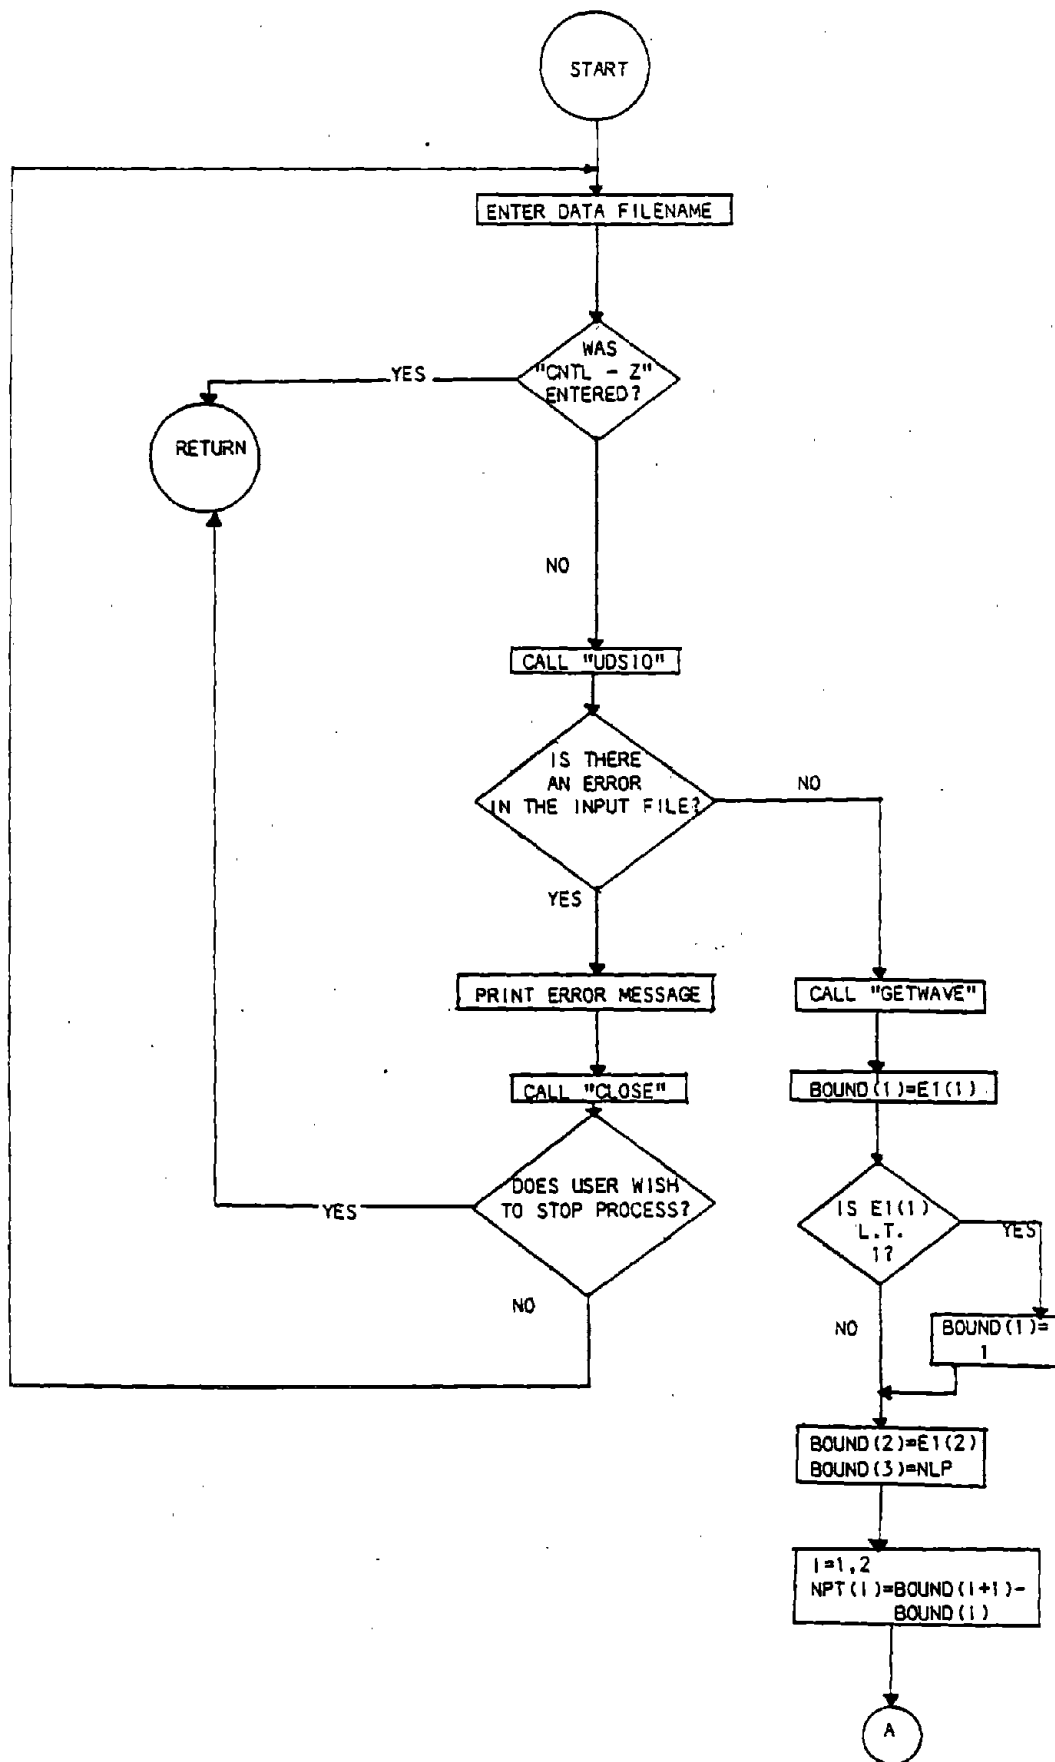 START
ENTER DATA FILENAME
WAS
"CNTL - Z"
ENTERED?
YES
RETURN
NO
CALL "UDSIO"
IS THERE
AN ERROR
IN THE INPUT FILE?
NO
YES
PRINT ERROR MESSAGE
CALL "GETWAVE"
CALL "CLOSE"
BOUND(1)=E1(1)
DOES USER WISH
TO STOP PROCESS?
YES
IS E1(1)
L.T.
1?
YES
NO
NO
BOUND(1)=
1
BOUND(2)=E1(2)
BOUND(3)=NLP
I=1,2
NPT(I)=BOUND(I+1)-
BOUND(I)
A